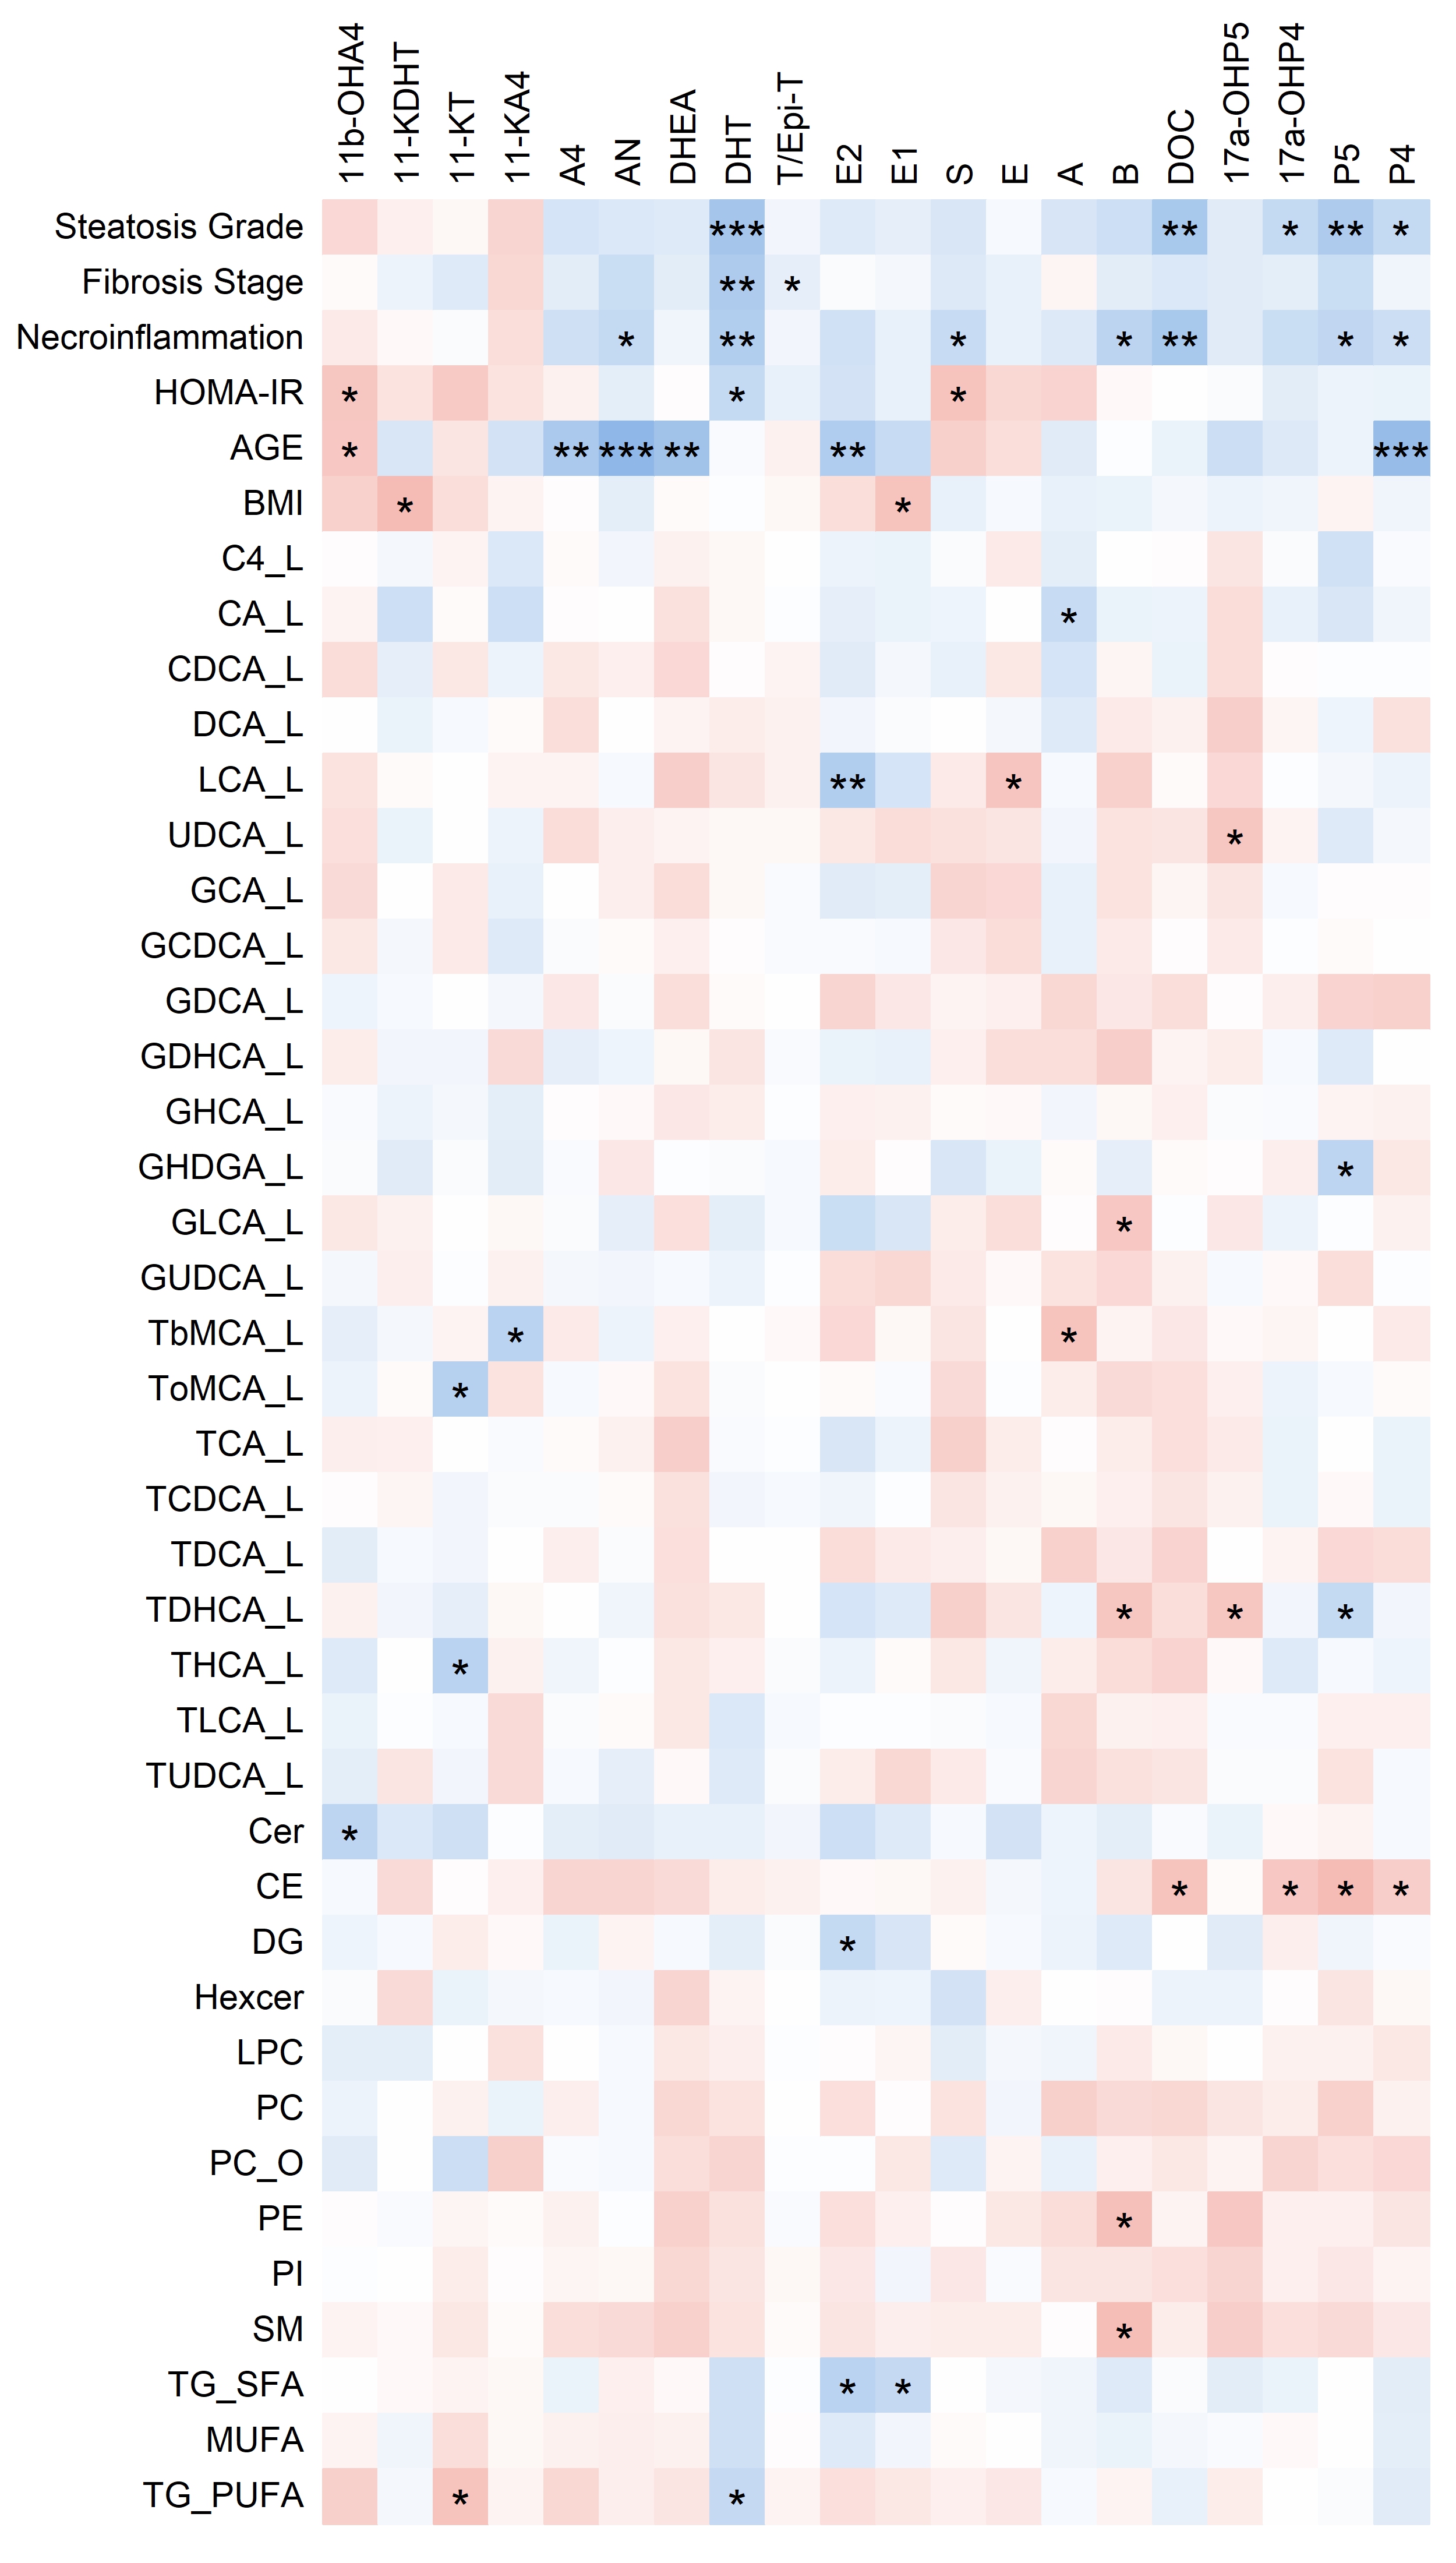 11b-OHA4 11-KDHT 11-KT 11-KA4 A4 AN DHEA DHT T/Epi-T E2 E1 S E A B DOC 17a-OHP5 17a-OHP4 P5 P4
Steatosis Grade *** ** * ** *
Fibrosis Stage ** *
Necroinflammation * ** * * ** * *
HOMA-IR * * *
AGE * ** *** ** ** ***
BMI * *
C4_L
CA_L *
CDCA_L
DCA_L
LCA_L ** *
UDCA_L *
GCA_L
GCDCA_L
GDCA_L
GDHCA_L
GHCA_L
GHDGA_L *
GLCA_L *
GUDCA_L
TbMCA_L * *
ToMCA_L *
TCA_L
TCDCA_L
TDCA_L
TDHCA_L * * *
THCA_L *
TLCA_L
TUDCA_L
Cer *
CE * * * *
DG *
Hexcer
LPC
PC
PC_O
PE *
PI
SM *
TG_SFA * *
MUFA
TG_PUFA * *